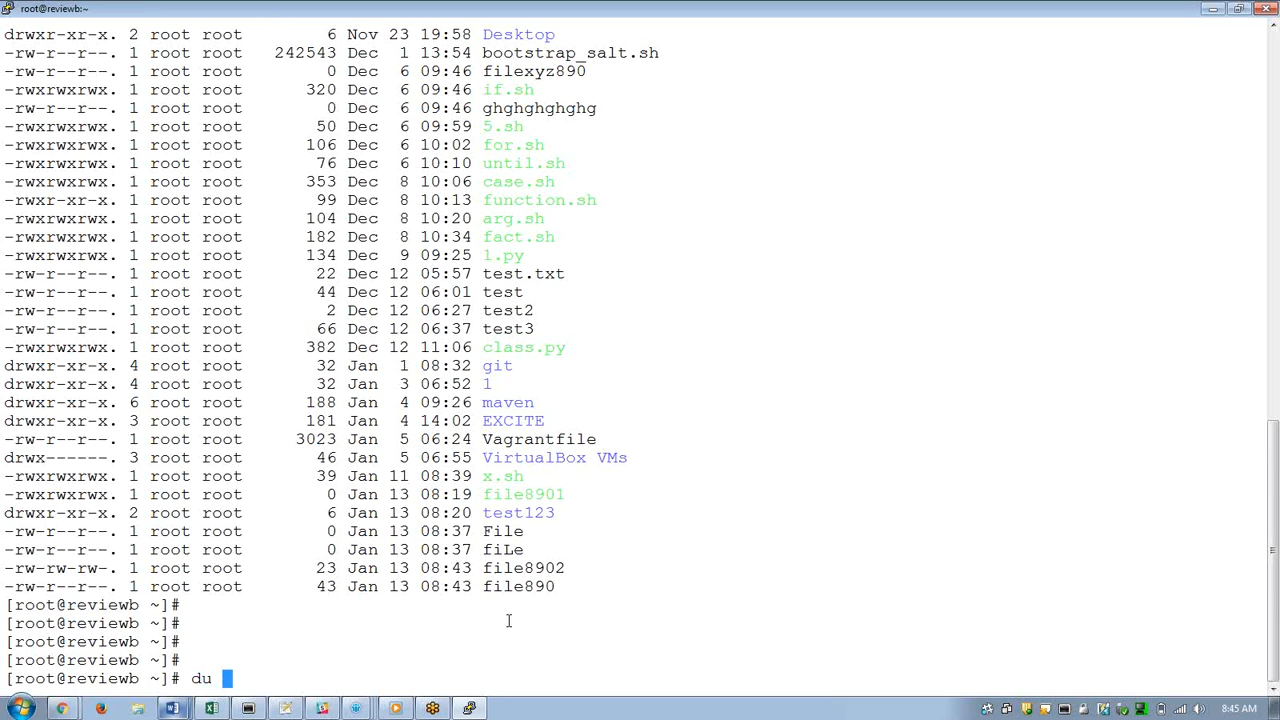 root@reviewb:~
drwxr-xr-x. 2 root root 6 Nov 23 19:58 Desktop
-rw-r--r--. 1 root root 242543 Dec 1 13:54 bootstrap_salt.sh
-rw-r--r--. 1 root root 0 Dec 6 09:46 filexyz890
-rwxrwxrwx. 1 root root 320 Dec 6 09:46 if.sh
-rw-r--r--. 1 root root 0 Dec 6 09:46 ghghghghghg
-rwxrwxrwx. 1 root root 50 Dec 6 09:59 5.sh
-rwxrwxrwx. 1 root root 106 Dec 6 10:02 for.sh
-rwxrwxrwx. 1 root root 76 Dec 6 10:10 until.sh
-rwxrwxrwx. 1 root root 353 Dec 8 10:06 case.sh
-rwxrwxrwx. 1 root root 99 Dec 8 10:13 function.sh
-rwxrwxrwx. 1 root root 104 Dec 8 10:20 arg.sh
-rwxrwxrwx. 1 root root 182 Dec 8 10:34 fact.sh
-rwxrwxrwx. 1 root root 134 Dec 9 09:25 1.py
-rw-r--r--. 1 root root 22 Dec 12 05:57 test.txt
-rw-r--r--. 1 root root 44 Dec 12 06:01 test
-rw-r--r--. 1 root root 2 Dec 12 06:27 test2
-rw-r--r--. 1 root root 66 Dec 12 06:37 test3
-rwxrwxrwx. 1 root root 382 Dec 12 11:06 class.py
drwxr-xr-x. 4 root root 32 Jan 1 08:32 git
drwxr-xr-x. 4 root root 32 Jan 3 06:52 1
drwxr-xr-x. 6 root root 188 Jan 4 09:26 maven
drwxr-xr-x. 3 root root 181 Jan 4 14:02 EXCITE
-rw-r--r--. 1 root root 3023 Jan 5 06:24 Vagrantfile
drwx------. 3 root root 46 Jan 5 06:55 VirtualBox VMs
-rwxrwxrwx. 1 root root 39 Jan 11 08:39 x.sh
-rwxrwxrwx. 1 root root 0 Jan 13 08:19 file8901
drwxr-xr-x. 2 root root 6 Jan 13 08:20 test123
-rw-r--r--. 1 root root 0 Jan 13 08:37 File
-rw-r--r--. 1 root root 0 Jan 13 08:37 fiLe
-rw-rw-rw-. 1 root root 23 Jan 13 08:43 file8902
-rw-r--r--. 1 root root 43 Jan 13 08:43 file890
[root@reviewb ~]#
[root@reviewb ~]#
[root@reviewb ~]#
[root@reviewb ~]#
[root@reviewb ~]# du
8:45 AM